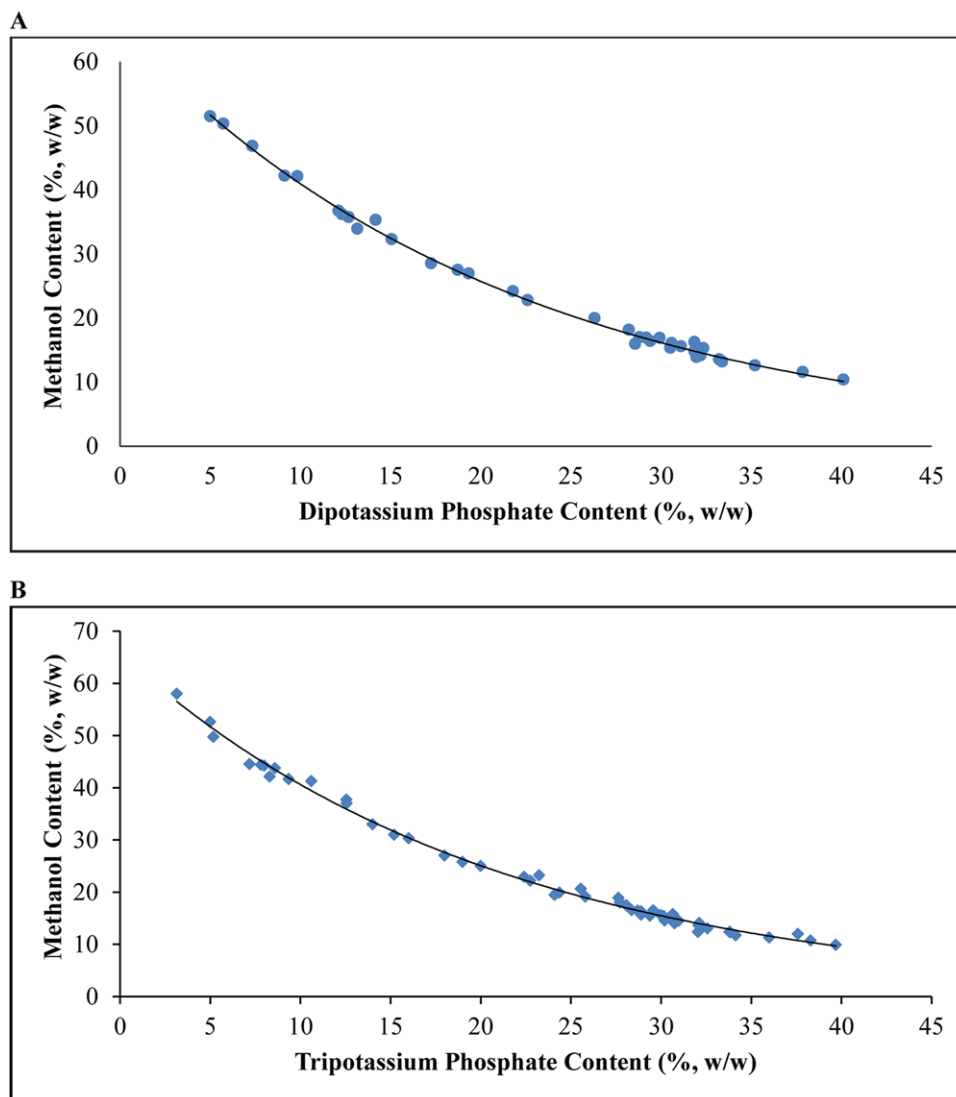 A
60
50
40
30
20
10
0
Methanol Content (%, w/w)
0 5 10 15 20 25 30 35 40 45
Dipotassium Phosphate Content (%, w/w)
B
70
60
50
40
30
20
10
0
Methanol Content (%, w/w)
0 5 10 15 20 25 30 35 40 45
Tripotassium Phosphate Content (%, w/w)